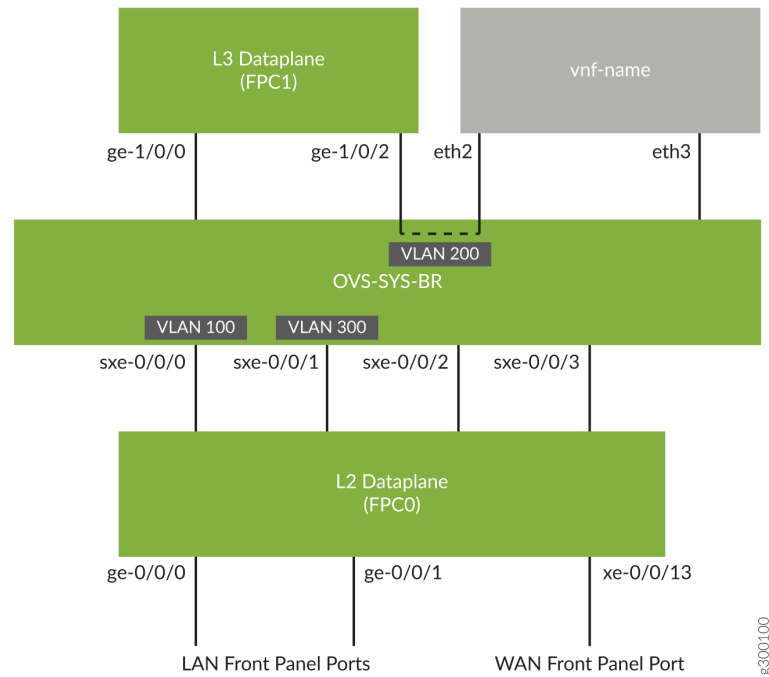 L3 Dataplane
(FPC1)
vnf-name
ge-1/0/0
ge-1/0/2
eth2
eth3
VLAN 200
OVS-SYS-BR
VLAN 100
VLAN 300
sxe-0/0/0
sxe-0/0/1
sxe-0/0/2
sxe-0/0/3
L2 Dataplane
(FPC0)
ge-0/0/0
ge-0/0/1
xe-0/0/13
LAN Front Panel Ports
WAN Front Panel Port
g300100